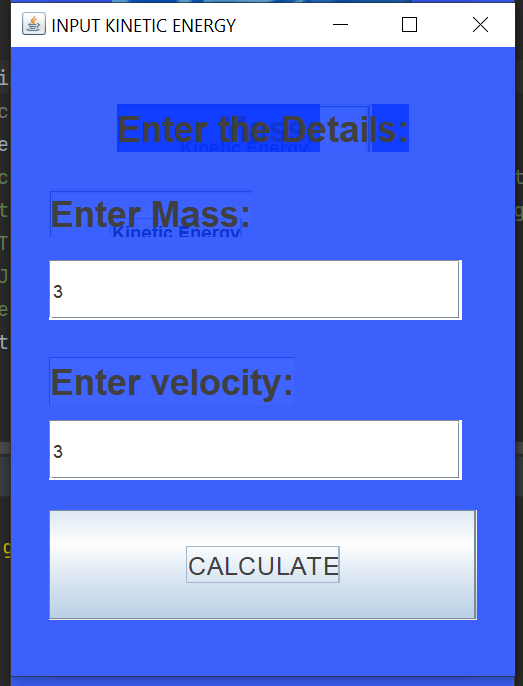 INPUT KINETIC ENERGY
Enter the Details:
Kinetic Energy
Enter Mass:
Kinetic Energy
3
Enter velocity:
3
CALCULATE